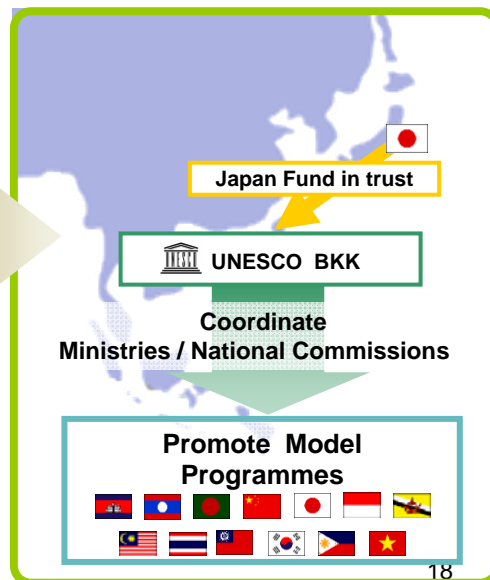 Japan Fund in trust
UNESCO BKK
Coordinate
Ministries / National Commissions
Promote Model
Programmes
18